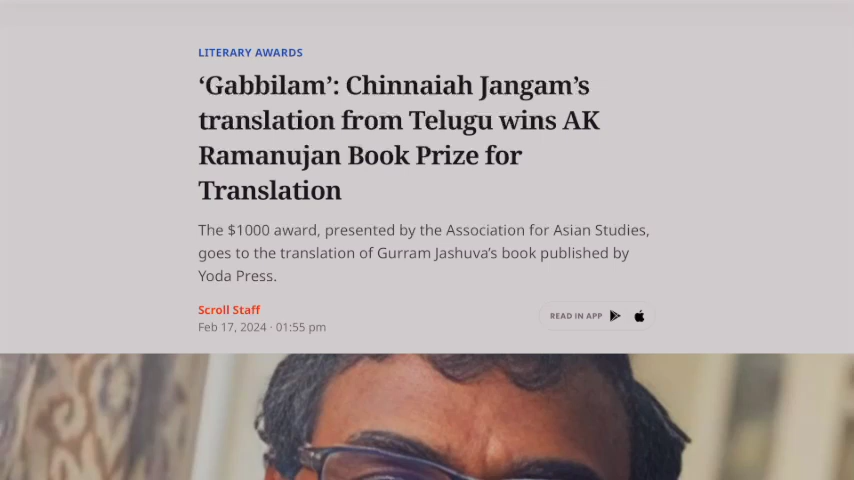 LITERARY AWARDS
‘Gabbilam’: Chinnaiah Jangam’s
translation from Telugu wins AK
Ramanujan Book Prize for
Translation
The $1000 award, presented by the Association for Asian Studies,
goes to the translation of Gurram Jashuva’s book published by
Yoda Press.
Scroll Staff
Feb 17, 2024 · 01:55 pm
READ IN APP